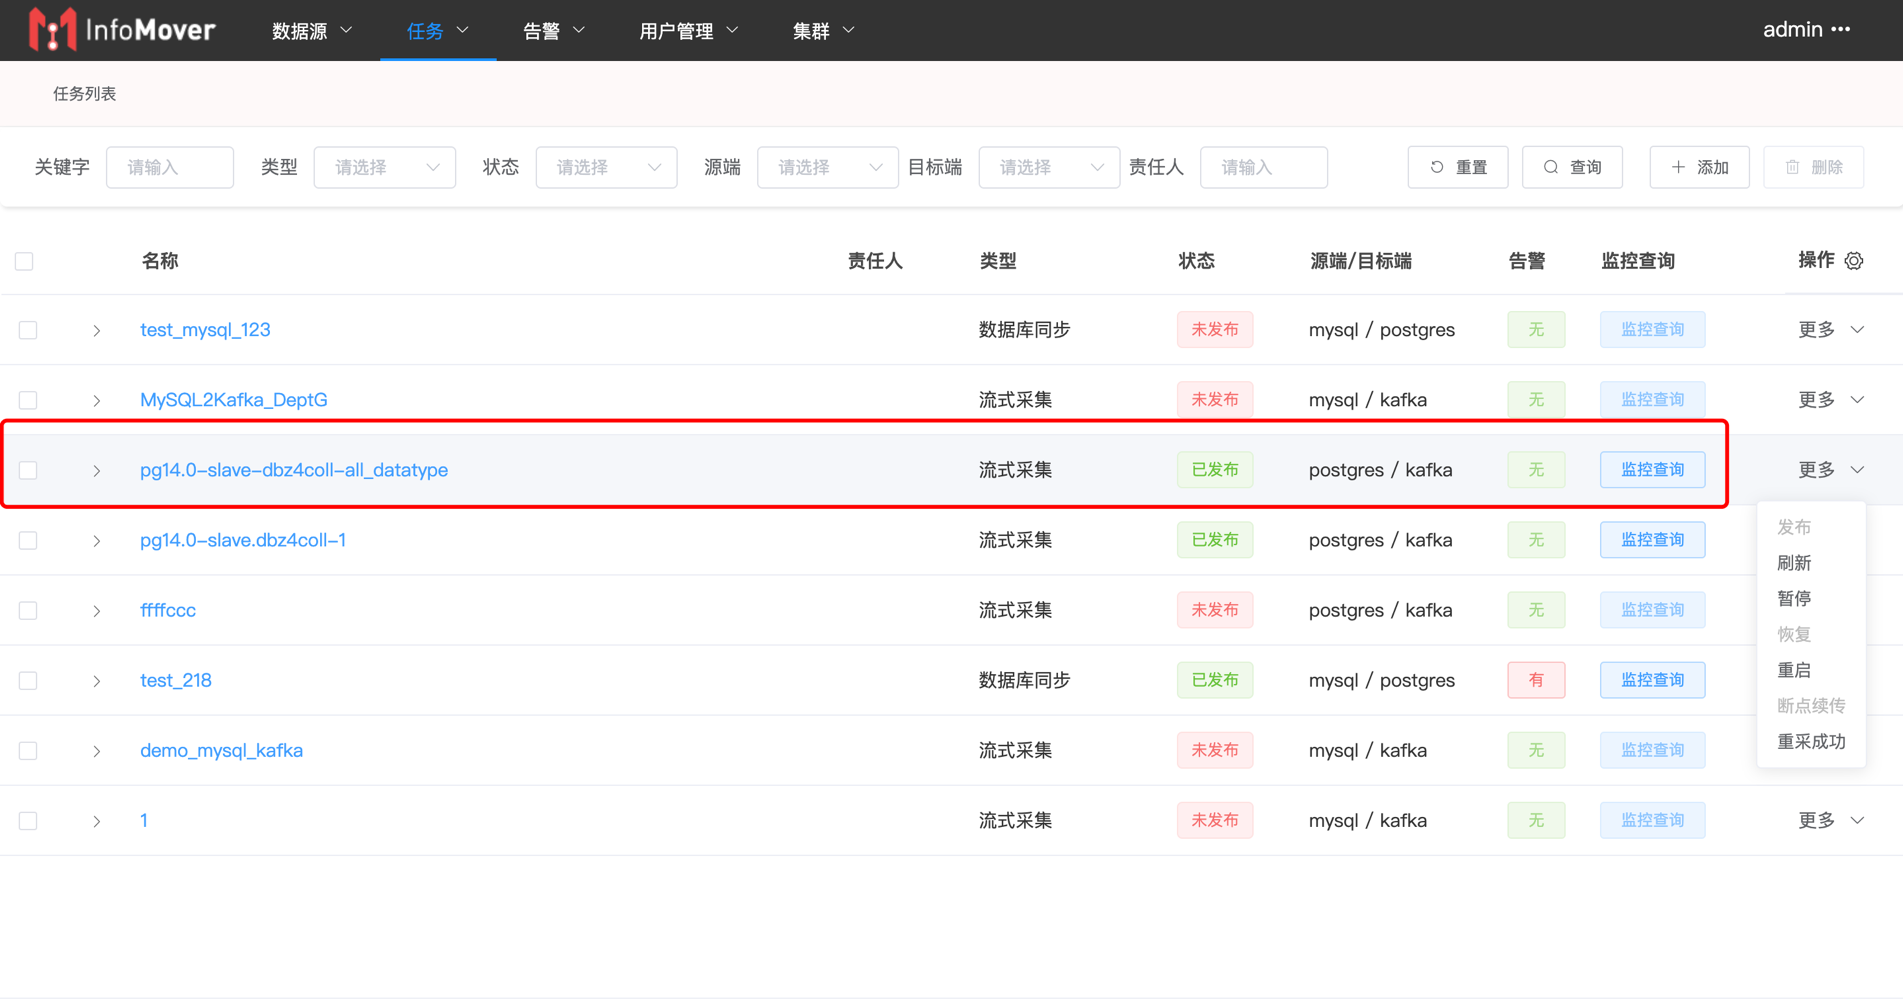 InfoMover 数据源 任务 告警 用户管理 集群 admin •••
任务列表
关键字 请输入 类型 请选择 状态 请选择 源端 请选择 目标端 请选择 责任人 请输入 重置 查询 添加 删除
名称 责任人 类型 状态 源端/目标端 告警 监控查询 操作
test_mysql_123 数据库同步 未发布 mysql / postgres 无 监控查询 更多
MySQL2Kafka_DeptG 流式采集 未发布 mysql / kafka 无 监控查询 更多
pg14.0-slave-dbz4coll-all_datatype 流式采集 已发布 postgres / kafka 无 监控查询 更多
pg14.0-slave.dbz4coll-1 流式采集 已发布 postgres / kafka 无 监控查询
ffffccc 流式采集 未发布 postgres / kafka 无 监控查询
test_218 数据库同步 已发布 mysql / postgres 有 监控查询
demo_mysql_kafka 流式采集 未发布 mysql / kafka 无 监控查询
1 流式采集 未发布 mysql / kafka 无 监控查询 更多
发布
刷新
暂停
恢复
重启
断点续传
重采成功